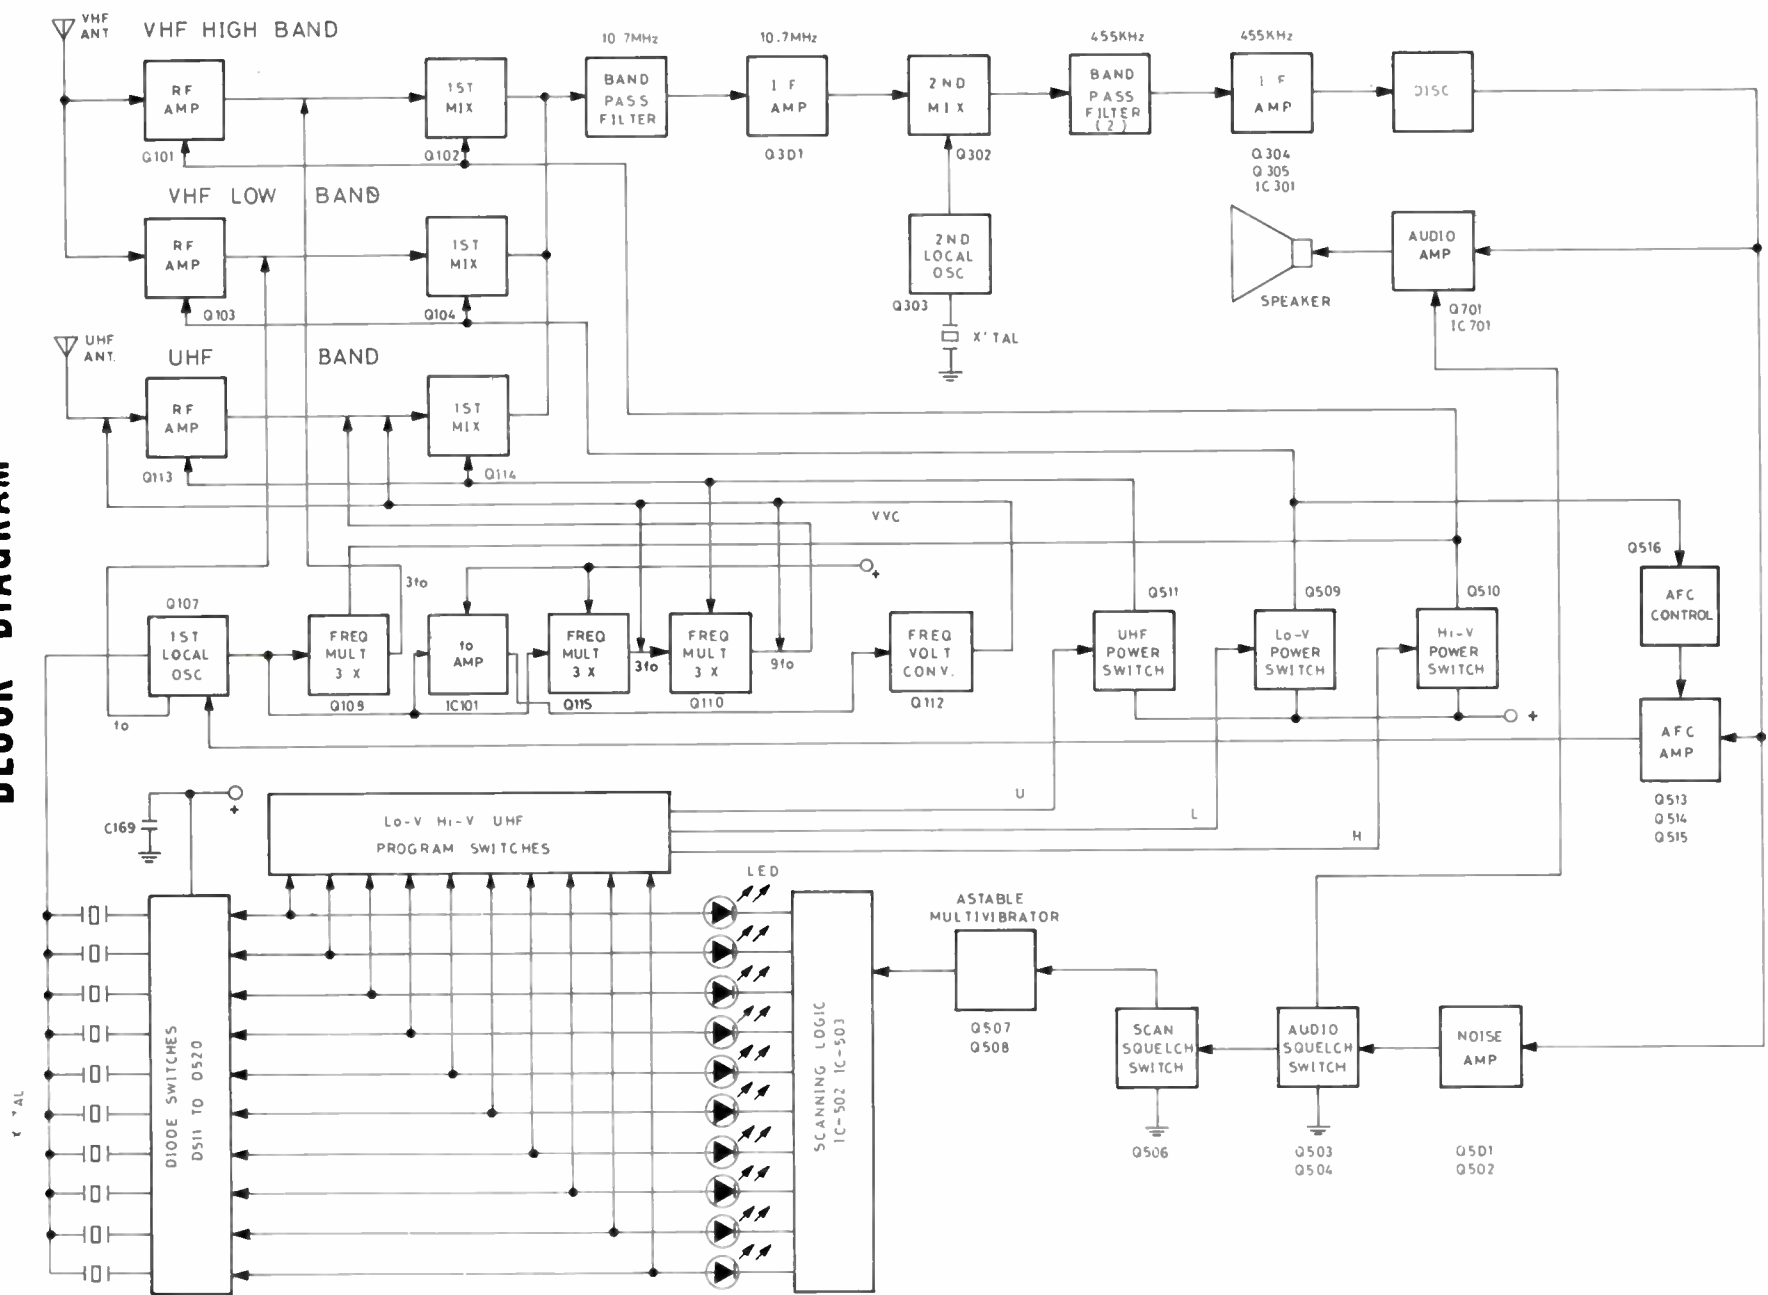 BLOCK DIAGRAM
VHF
ANT
VHF HIGH BAND
RF
AMP
Q101
1ST
MIX
Q102
10.7MHz
BAND
PASS
FILTER
10.7MHz
I F
AMP
Q301
2ND
MIX
Q302
455KHz
BAND
PASS
FILTER
(2)
455KHz
I F
AMP
Q304
Q305
IC301
DISC
VHF LOW BAND
RF
AMP
Q103
1ST
MIX
Q104
2ND
LOCAL
OSC
Q303
X'TAL
SPEAKER
AUDIO
AMP
Q701
IC701
UHF
ANT.
UHF BAND
RF
AMP
Q113
1ST
MIX
Q114
VVC
+
3fo
Q107
1ST
LOCAL
OSC
fo
FREQ
MULT
3 X
Q109
fo
AMP
IC101
FREQ
MULT
3 X
Q115
3fo
FREQ
MULT
3 X
Q110
9fo
FREQ
VOLT
CONV.
Q112
Q511
UHF
POWER
SWITCH
Q509
Lo-V
POWER
SWITCH
Q510
Hi-V
POWER
SWITCH
+
Q516
AFC
CONTROL
AFC
AMP
Q513
Q514
Q515
C169
+
Lo-V Hi-V UHF
PROGRAM SWITCHES
U
L
H
LED
X'TAL
DIODE SWITCHES
D511 TO D520
SCANNING LOGIC
IC-502 IC-503
ASTABLE
MULTIVIBRATOR
Q507
Q508
SCAN
SQUELCH
SWITCH
Q506
AUDIO
SQUELCH
SWITCH
Q503
Q504
NOISE
AMP
Q501
Q502